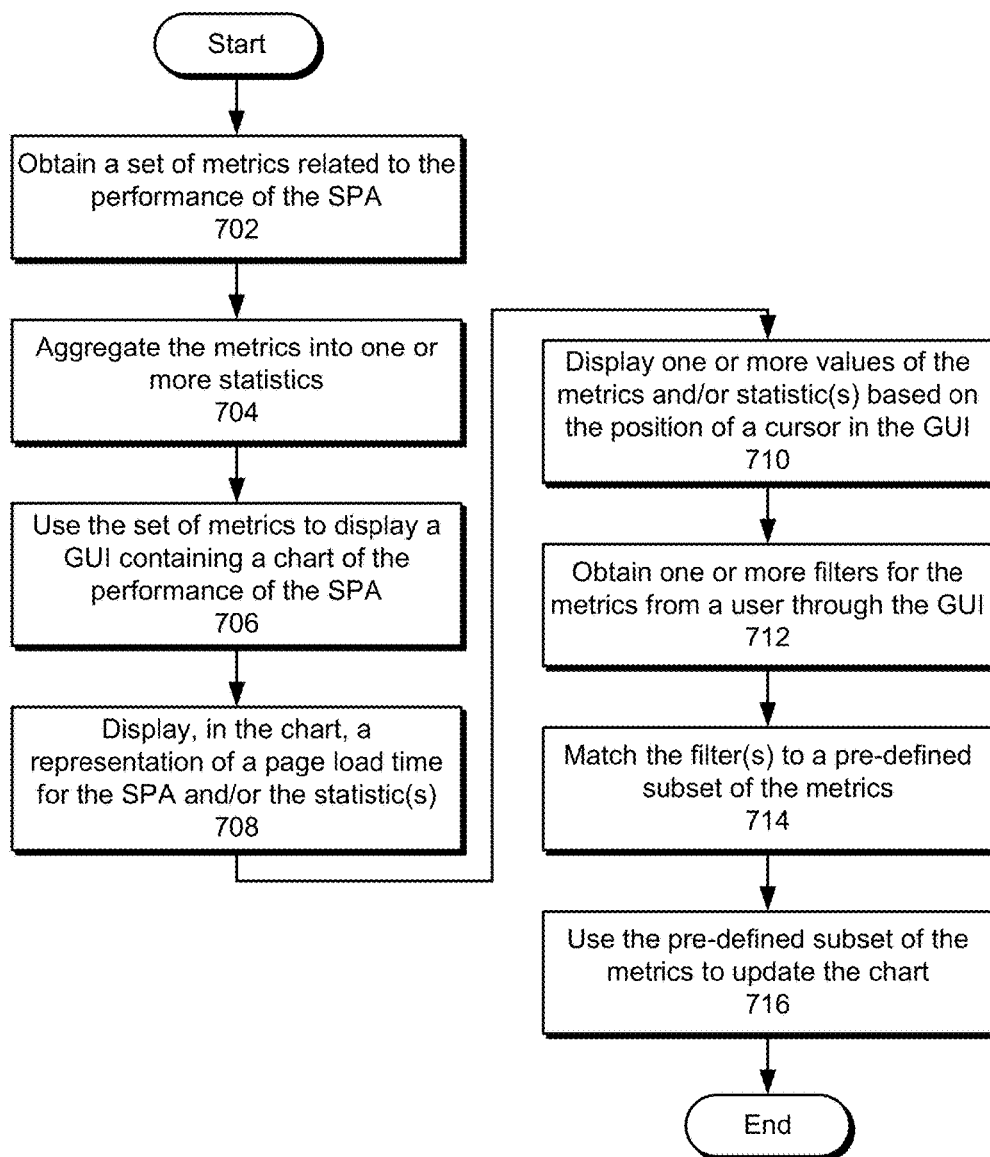 Start
Obtain a set of metrics related to the
performance of the SPA
702
Aggregate the metrics into one or
more statistics
704
Use the set of metrics to display a
GUI containing a chart of the
performance of the SPA
706
Display, in the chart, a
representation of a page load time
for the SPA and/or the statistic(s)
708
Display one or more values of the
metrics and/or statistic(s) based on
the position of a cursor in the GUI
710
Obtain one or more filters for the
metrics from a user through the GUI
712
Match the filter(s) to a pre-defined
subset of the metrics
714
Use the pre-defined subset of the
metrics to update the chart
716
End